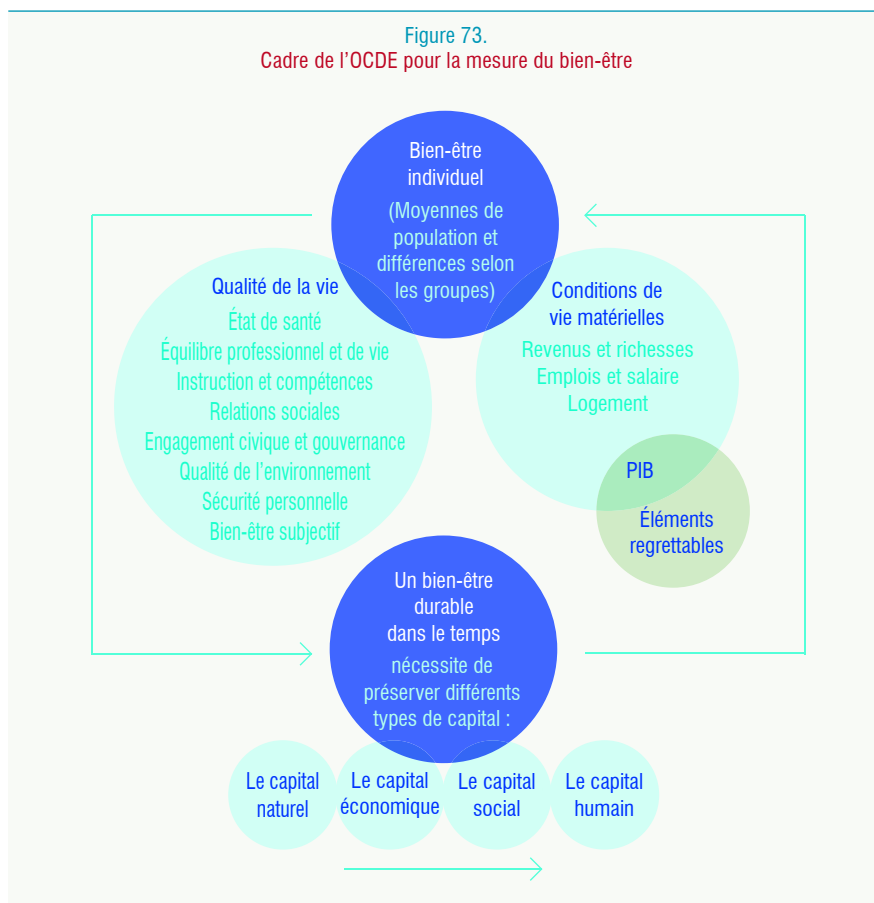 Figure 73.
Cadre de l'OCDE pour la mesure du bien-être
Bien-être
individuel
(Moyennes de
population et
différences selon
les groupes)
Qualité de la vie
État de santé
Équilibre professionnel et de vie
Instruction et compétences
Relations sociales
Engagement civique et gouvernance
Qualité de l'environnement
Sécurité personnelle
Bien-être subjectif
Conditions de
vie matérielles
Revenus et richesses
Emplois et salaire
Logement
PIB
Éléments
regrettables
Un bien-être
durable
dans le temps
nécessite de
préserver différents
types de capital :
Le capital
naturel
Le capital
économique
Le capital
social
Le capital
humain